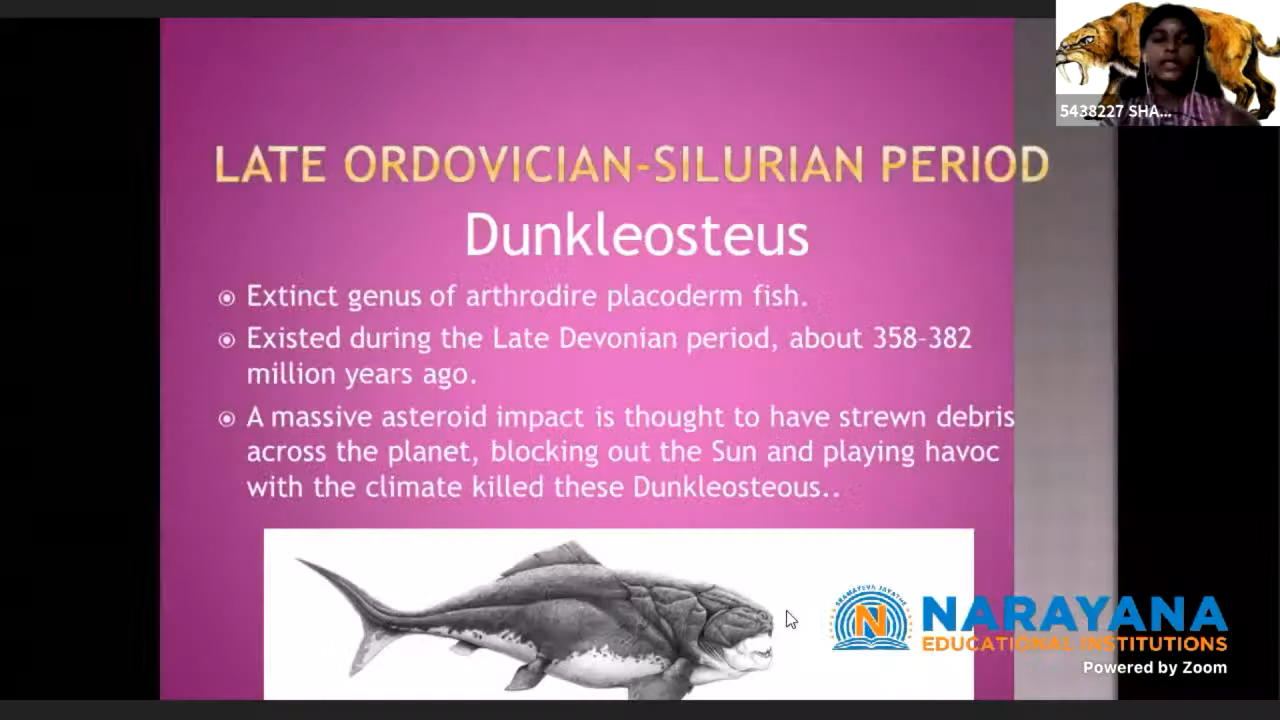 5438227 SHA...
LATE ORDOVICIAN-SILURIAN PERIOD
Dunkleosteus
Extinct genus of arthrodire placoderm fish.
Existed during the Late Devonian period, about 358-382
million years ago.
A massive asteroid impact is thought to have strewn debris
across the planet, blocking out the Sun and playing havoc
with the climate killed these Dunkleosteous..
N
NARAYANA
EDUCATIONAL INSTITUTIONS
Powered by Zoom